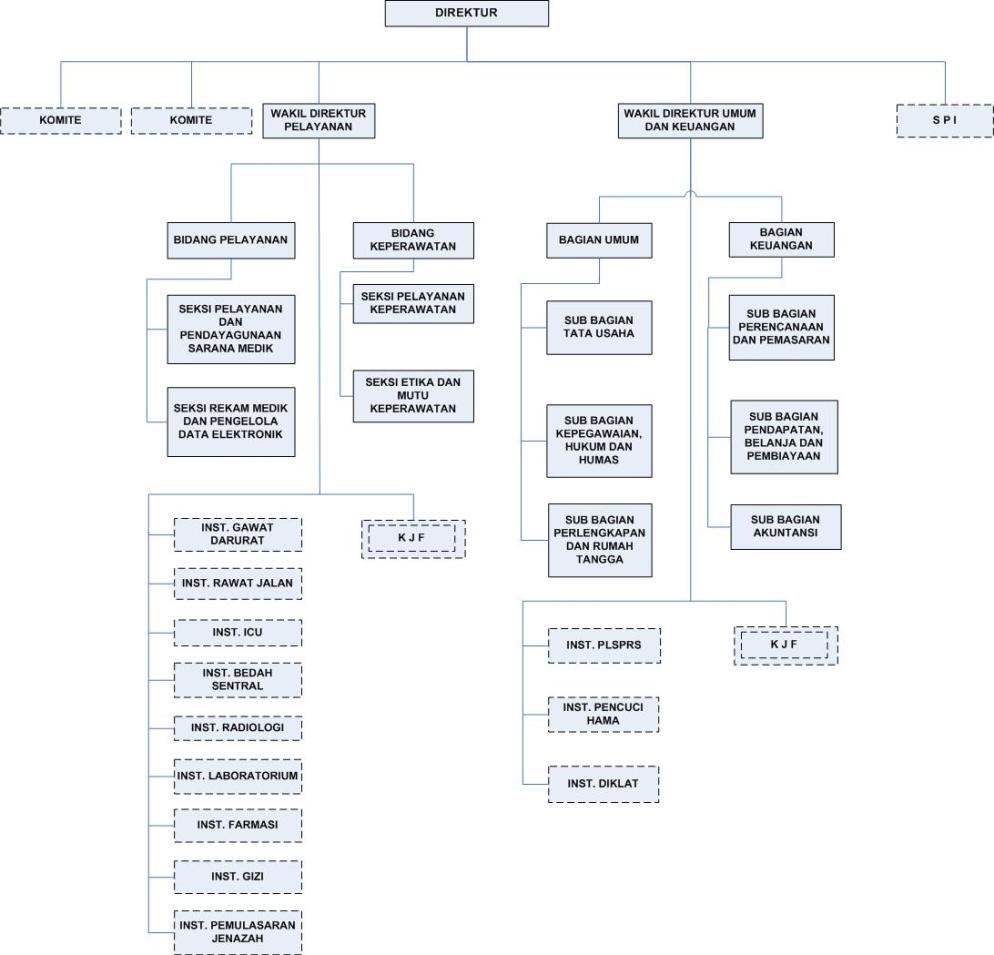 DIREKTUR
KOMITE
KOMITE
WAKIL DIREKTUR
PELAYANAN
WAKIL DIREKTUR UMUM
DAN KEUANGAN
S P I
BIDANG PELAYANAN
BIDANG
KEPERAWATAN
BAGIAN UMUM
BAGIAN
KEUANGAN
SEKSI PELAYANAN
DAN
PENDAYAGUNAAN
SARANA MEDIK
SEKSI REKAM MEDIK
DAN PENGELOLA
DATA ELEKTRONIK
SEKSI PELAYANAN
KEPERAWATAN
SEKSI ETIKA DAN
MUTU
KEPERAWATAN
SUB BAGIAN
TATA USAHA
SUB BAGIAN
KEPEGAWAIAN,
HUKUM DAN
HUMAS
SUB BAGIAN
PERLENGKAPAN
DAN RUMAH
TANGGA
SUB BAGIAN
PERENCANAAN
DAN PEMASARAN
SUB BAGIAN
PENDAPATAN,
BELANJA DAN
PEMBIAYAAN
SUB BAGIAN
AKUNTANSI
INST. GAWAT
DARURAT
INST. RAWAT JALAN
INST. ICU
INST. BEDAH
SENTRAL
INST. RADIOLOGI
INST. LABORATORIUM
INST. FARMASI
INST. GIZI
INST. PEMULASARAN
JENAZAH
K J F
INST. PLSPRS
INST. PENCUCI
HAMA
INST. DIKLAT
K J F